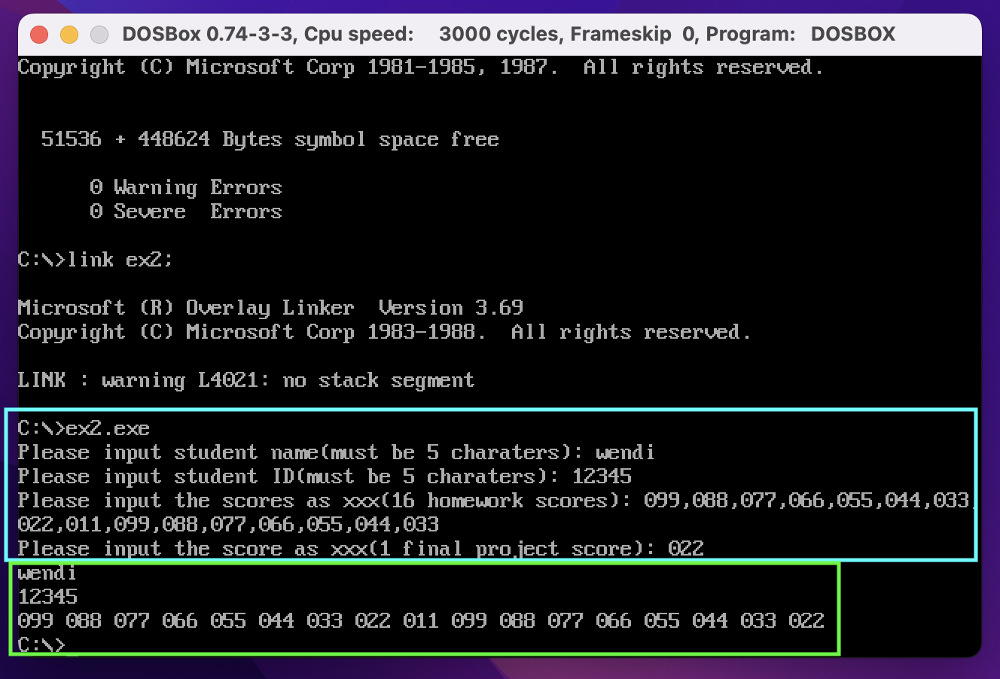 DOSBox 0.74-3-3, Cpu speed:    3000 cycles, Frameskip  0, Program:   DOSBOX
Copyright (C) Microsoft Corp 1981-1985, 1987.  All rights reserved.
51536 + 448624 Bytes symbol space free
0 Warning Errors
0 Severe  Errors
C:\>link ex2;
Microsoft (R) Overlay Linker  Version 3.69
Copyright (C) Microsoft Corp 1983-1988.  All rights reserved.
LINK : warning L4021: no stack segment
C:\>ex2.exe
Please input student name(must be 5 charaters): wendi
Please input student ID(must be 5 charaters): 12345
Please input the scores as xxx(16 homework scores): 099,088,077,066,055,044,033,
022,011,099,088,077,066,055,044,033
Please input the score as xxx(1 final project score): 022
wendi
12345
099 088 077 066 055 044 033 022 011 099 088 077 066 055 044 033 022
C:\>_